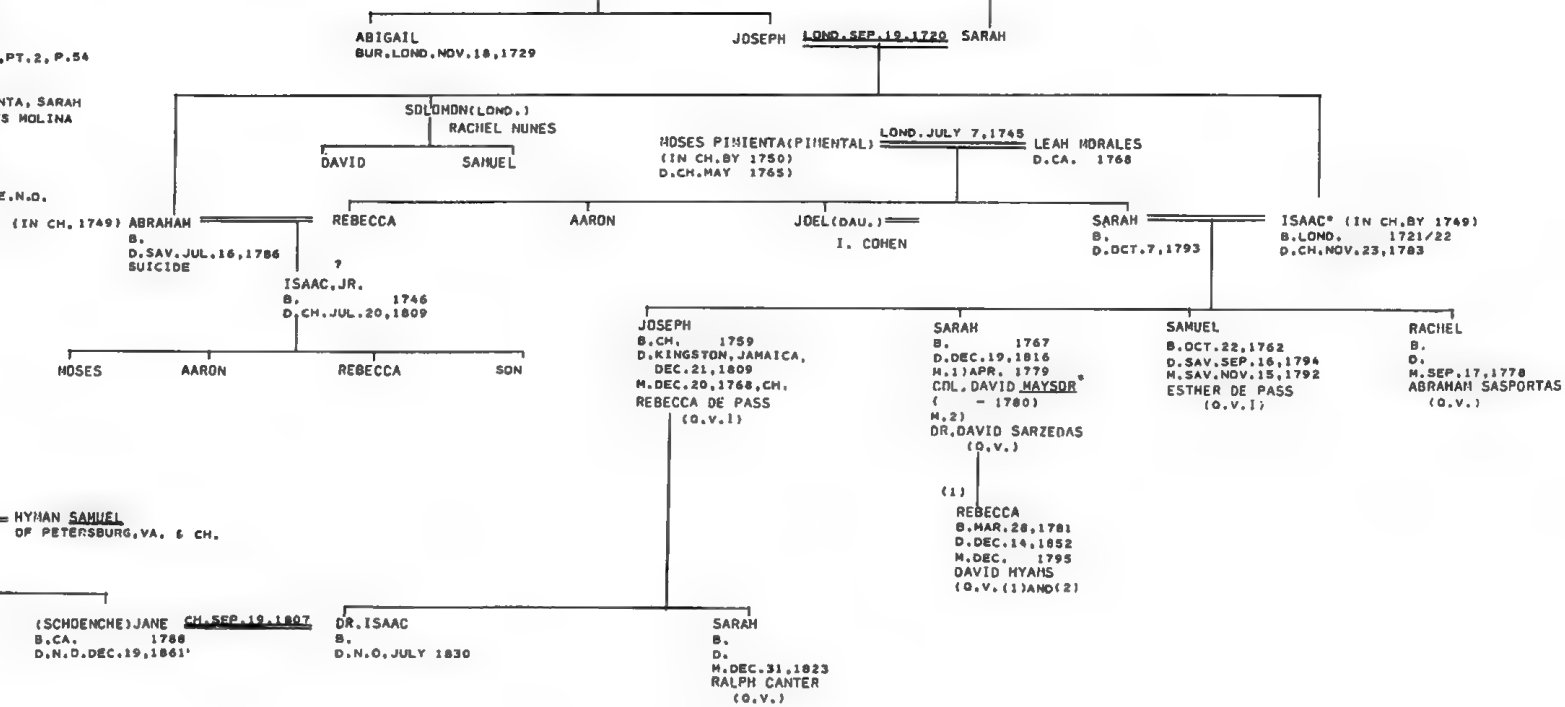 ABIGAIL
BUR.LOND.NOV.18,1729
JOSEPH LOND.SEP.19,1720 SARAH
,PT.2, P.54
NTA, SARAH
S MOLINA
SOLOMON(LOND.)
RACHEL NUNES
DAVID SAMUEL
MOSES PIMIENTA(PIMENTAL) LOND.JULY 7,1745 LEAH MORALES
(IN CH.BY 1750) D.CA. 1768
D.CH.MAY 1765)
E.N.O.
(IN CH. 1749) ABRAHAM REBECCA AARON JOEL(DAU.) SARAH ISAAC* (IN CH.BY 1749)
B. I. COHEN B. B.LOND. 1721/22
D.SAV.JUL.16,1786 D.OCT.7,1793 D.CH.NOV.23,1783
SUICIDE
?
ISAAC,JR.
B. 1746
D.CH.JUL.20,1809
MOSES AARON REBECCA SON
JOSEPH
B.CH. 1759
D.KINGSTON,JAMAICA,
DEC.21,1809
M.DEC.20,1768,CH.
REBECCA DE PASS
(Q.V.I)
SARAH
B. 1767
D.DEC.19,1816
M.1)APR. 1779
COL.DAVID MAYSOR*
( - 1780)
M.2)
DR.DAVID SARZEDAS
(Q.V.)
SAMUEL
B.OCT.22,1762
D.SAV.SEP.16,1794
M.SAV.NOV.15,1792
ESTHER DE PASS
(Q.V.I)
RACHEL
B.
D.
M.SEP.17,1778
ABRAHAM SASPORTAS
(Q.V.)
(1)
REBECCA
B.MAR.28,1781
D.DEC.14,1852
M.DEC. 1795
DAVID HYAMS
(Q.V.(1)AND(2)
HYMAN SAMUEL
OF PETERSBURG,VA. & CH.
(SCHOENCHE)JANE CH.SEP.19,1807 DR.ISAAC
B.CA. 1788 B.
D.N.O.DEC.19,1861' D.N.O,JULY 1830
SARAH
B.
D.
M.DEC.31,1823
RALPH CANTER
(Q.V.)